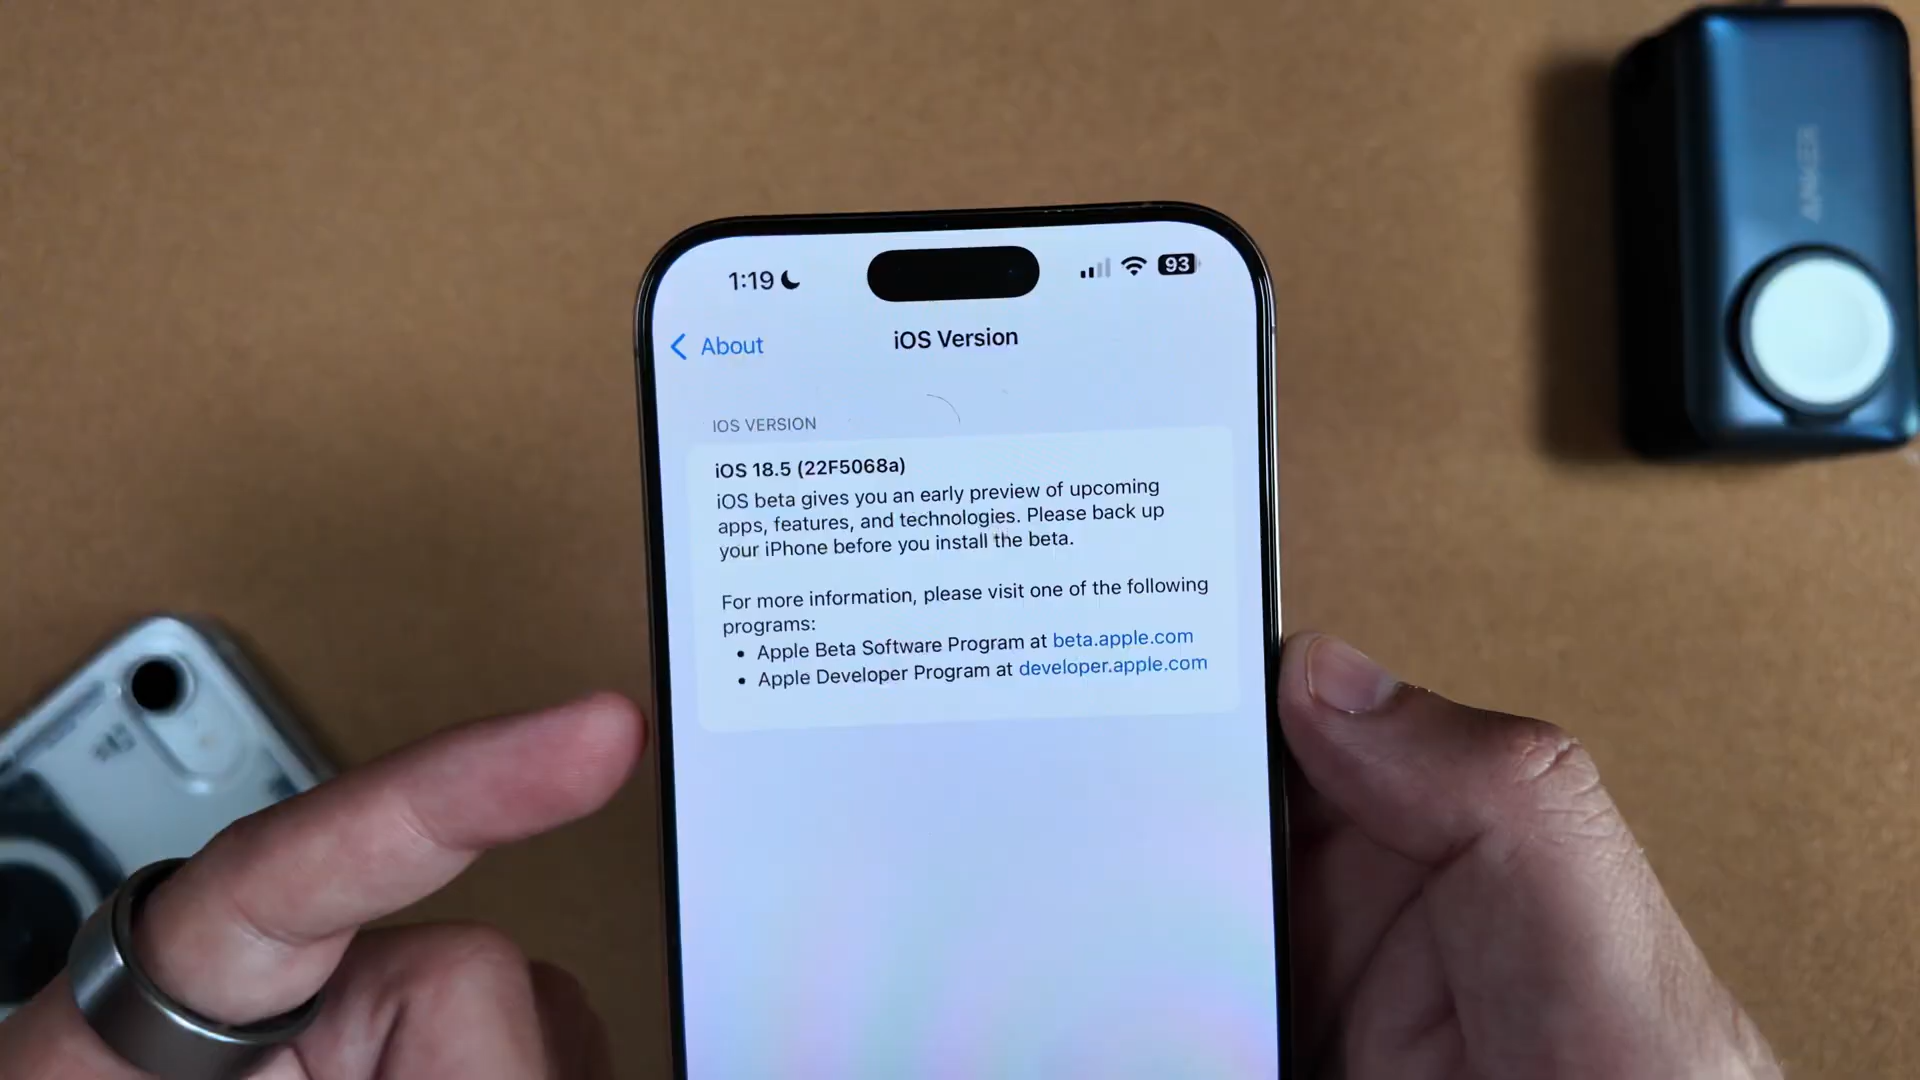 ANKER
1:19
93
About
iOS Version
IOS VERSION
iOS 18.5 (22F5068a)
iOS beta gives you an early preview of upcoming
apps, features, and technologies. Please back up
your iPhone before you install the beta.
For more information, please visit one of the following
programs:
• Apple Beta Software Program at beta.apple.com
• Apple Developer Program at developer.apple.com